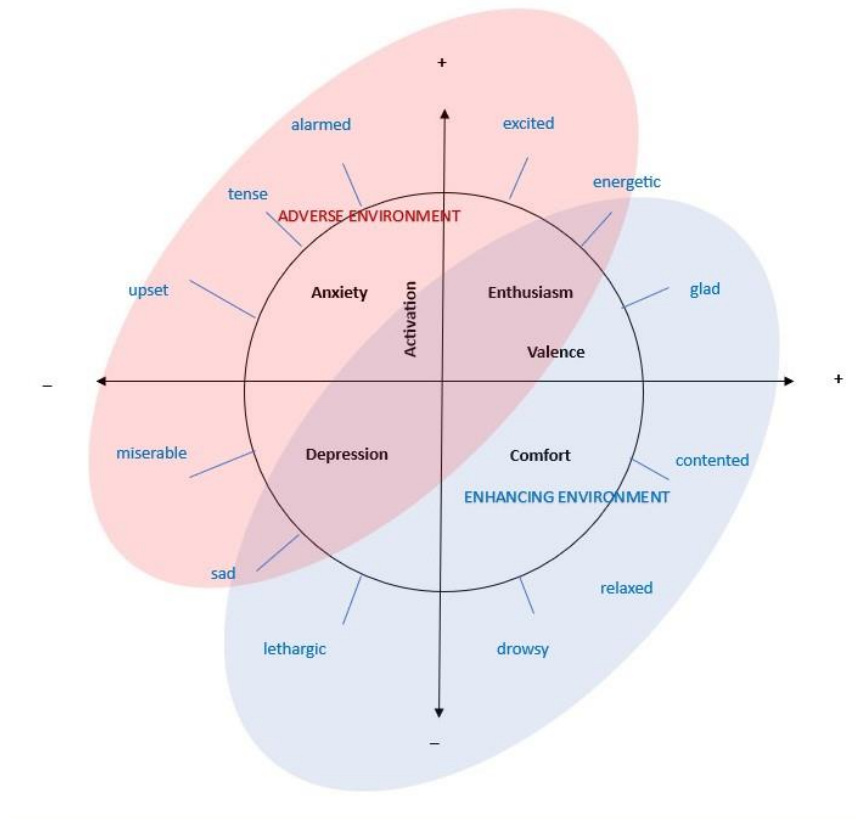 +
alarmed
excited
energetic
tense
ADVERSE ENVIRONMENT
upset
Anxiety
Activation
Enthusiasm
glad
Valence
–
+
miserable
Depression
Comfort
contented
ENHANCING ENVIRONMENT
sad
relaxed
lethargic
drowsy
–